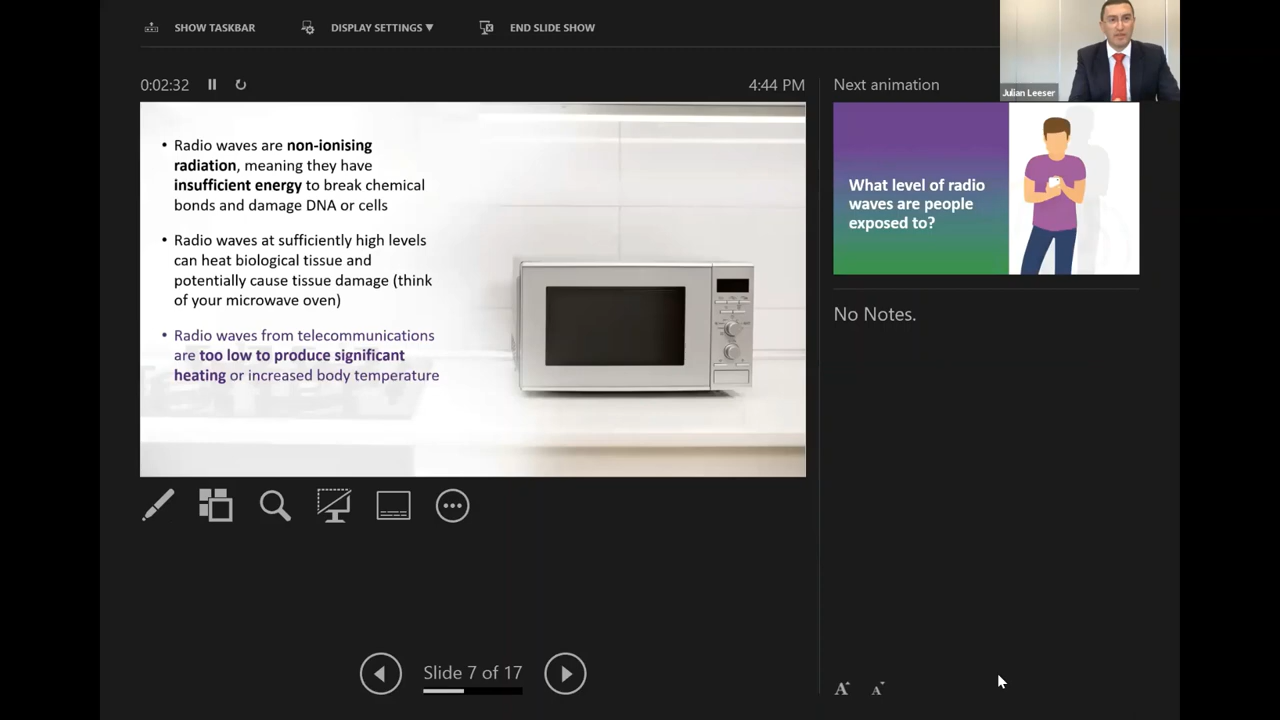 SHOW TASKBAR
DISPLAY SETTINGS ▼
END SLIDE SHOW
Julian Leeser
0:02:32
4:44 PM
Next animation
• Radio waves are non-ionising
radiation, meaning they have
insufficient energy to break chemical
bonds and damage DNA or cells
• Radio waves at sufficiently high levels
can heat biological tissue and
potentially cause tissue damage (think
of your microwave oven)
• Radio waves from telecommunications
are too low to produce significant
heating or increased body temperature
What level of radio
waves are people
exposed to?
No Notes.
Slide 7 of 17
A A